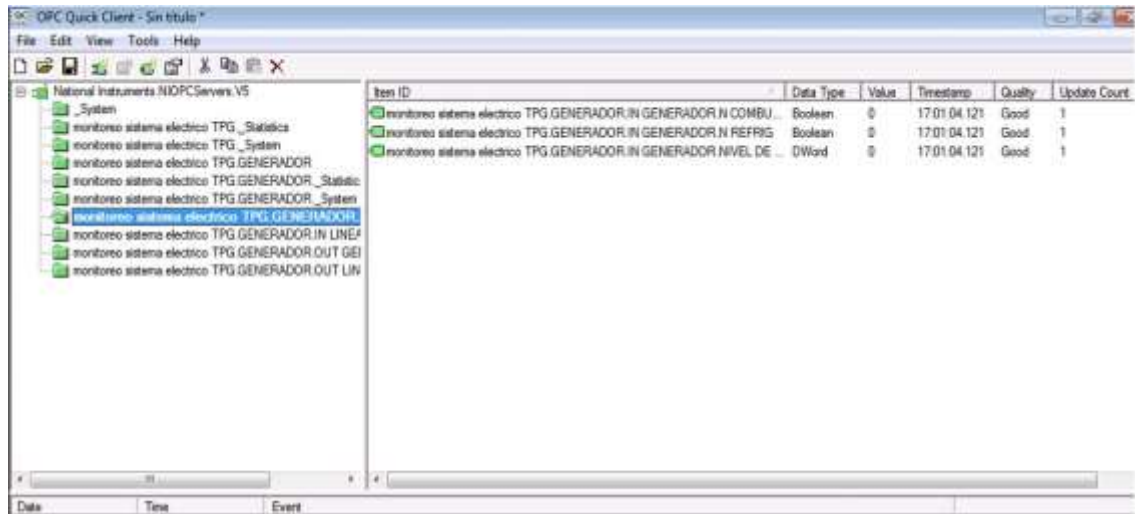 OPC Quick Client - Sin título *
File Edit View Tools Help
National Instruments.NIOPCServers.V5
_System
monitoreo sistema electrico TPG._Statistics
monitoreo sistema electrico TPG._System
monitoreo sistema electrico TPG.GENERADOR
monitoreo sistema electrico TPG.GENERADOR._Statistic
monitoreo sistema electrico TPG.GENERADOR._System
monitoreo sistema electrico TPG.GENERADOR.
monitoreo sistema electrico TPG.GENERADOR.IN LINEA
monitoreo sistema electrico TPG.GENERADOR.OUT GEI
monitoreo sistema electrico TPG.GENERADOR.OUT LIN
Item ID Data Type Value Timestamp Quality Update Count
monitoreo sistema electrico TPG.GENERADOR.IN GENERADOR.N COMBU... Boolean 0 17:01:04.121 Good 1
monitoreo sistema electrico TPG.GENERADOR.IN GENERADOR.N REFRIG Boolean 0 17:01:04.121 Good 1
monitoreo sistema electrico TPG.GENERADOR.IN GENERADOR.NIVEL DE ... DWord 0 17:01:04.121 Good 1
Date Time Event